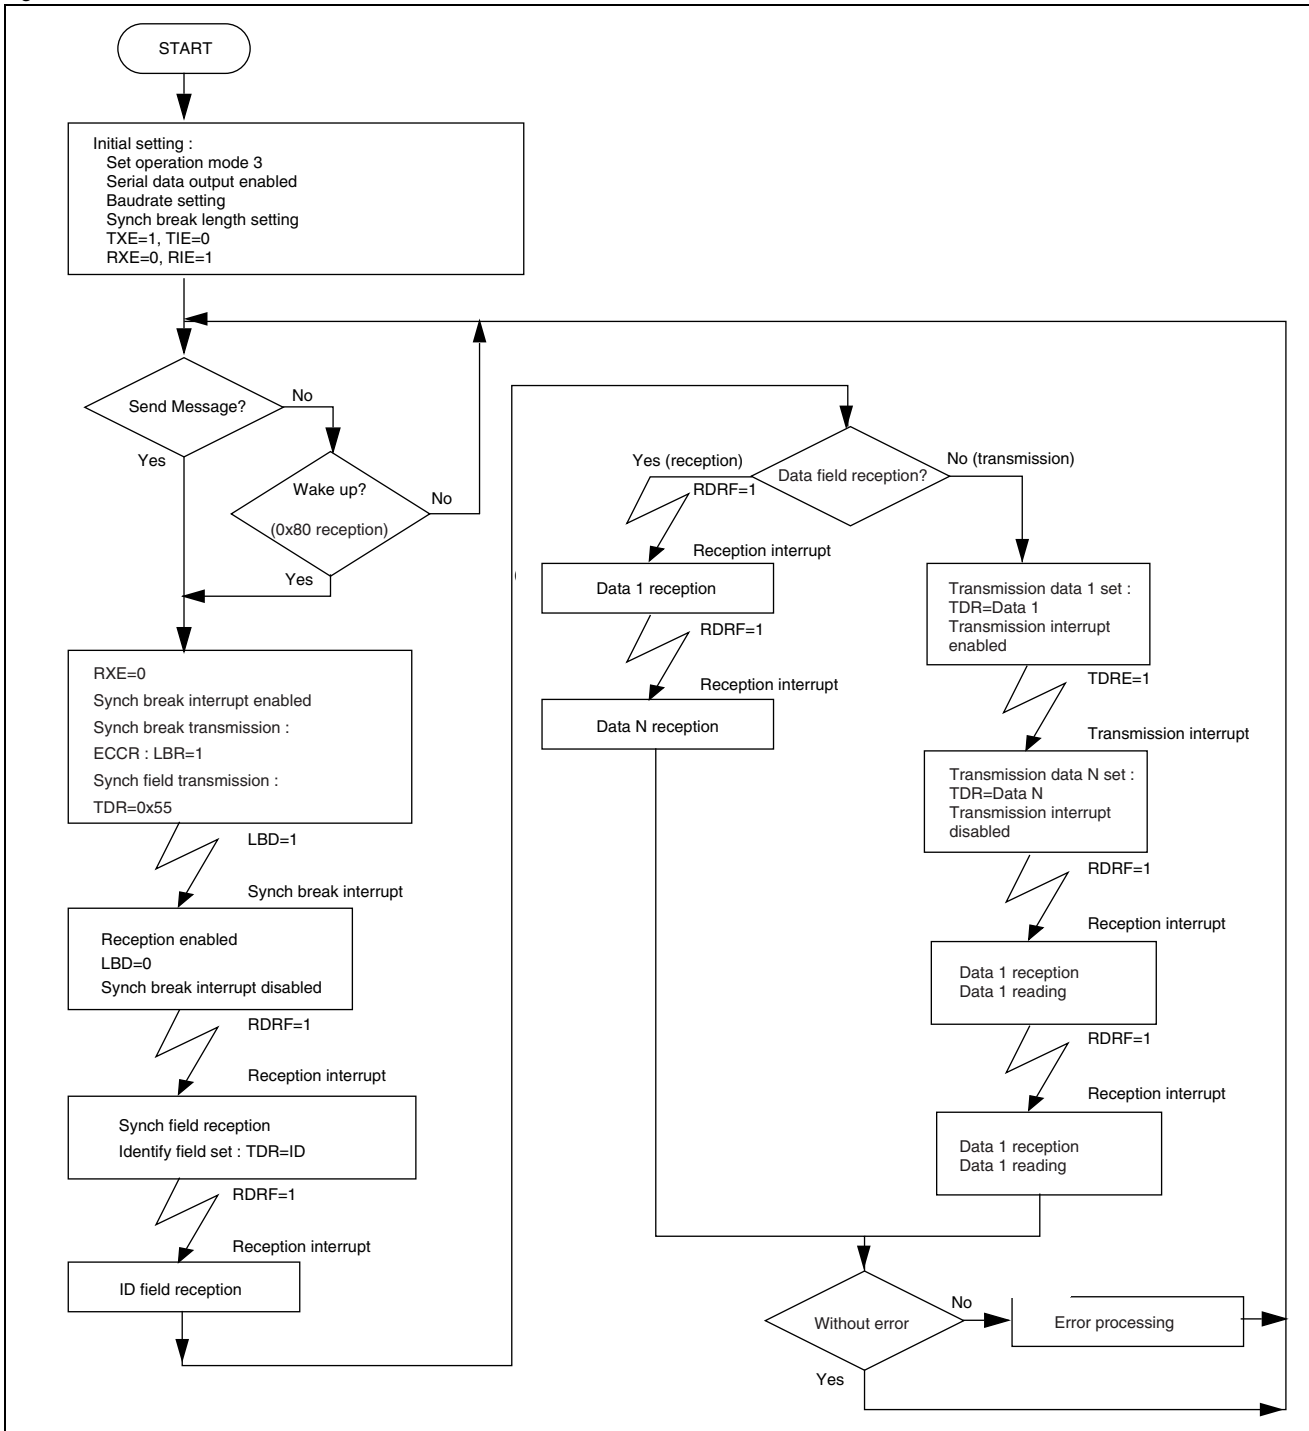 START
Initial setting :
Set operation mode 3
Serial data output enabled
Baudrate setting
Synch break length setting
TXE=1, TIE=0
RXE=0, RIE=1
Send Message?
No
Yes
Wake up?
(0x80 reception)
No
Yes
RXE=0
Synch break interrupt enabled
Synch break transmission :
ECCR : LBR=1
Synch field transmission :
TDR=0x55
LBD=1
Synch break interrupt
Reception enabled
LBD=0
Synch break interrupt disabled
RDRF=1
Reception interrupt
Synch field reception
Identify field set : TDR=ID
RDRF=1
Reception interrupt
ID field reception
Data field reception?
Yes (reception)
No (transmission)
RDRF=1
Reception interrupt
Data 1 reception
RDRF=1
Reception interrupt
Data N reception
Transmission data 1 set :
TDR=Data 1
Transmission interrupt
enabled
TDRE=1
Transmission interrupt
Transmission data N set :
TDR=Data N
Transmission interrupt
disabled
RDRF=1
Reception interrupt
Data 1 reception
Data 1 reading
RDRF=1
Reception interrupt
Data 1 reception
Data 1 reading
Without error
No
Error processing
Yes